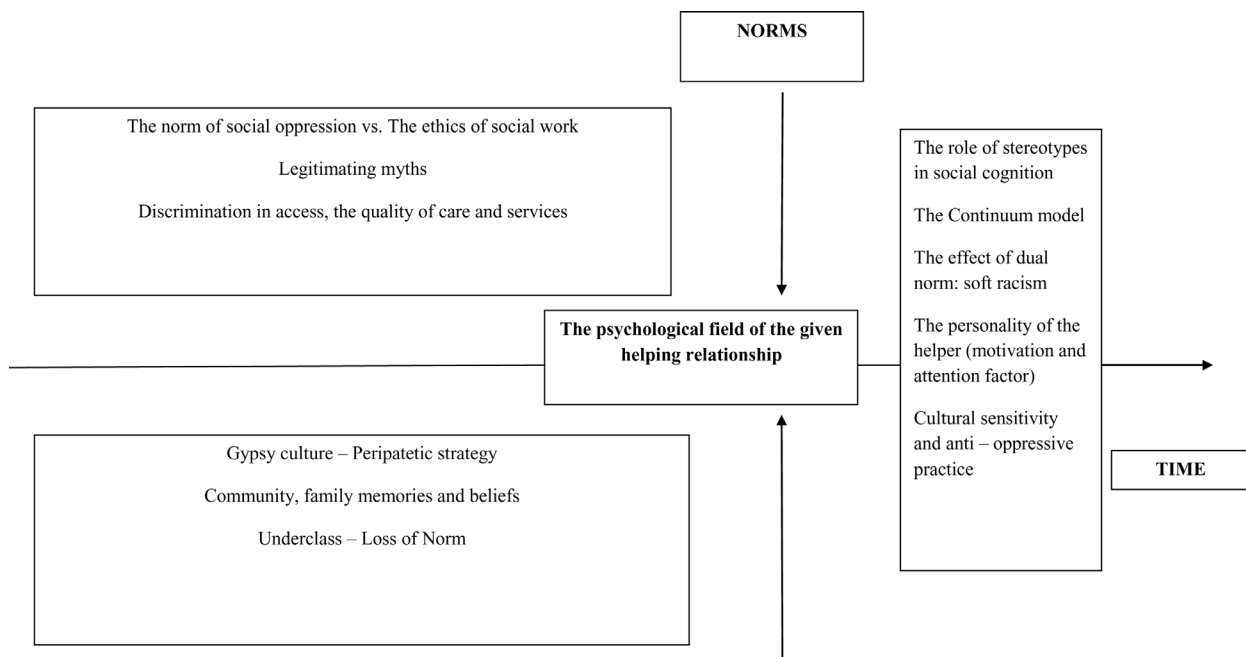 NORMS
The norm of social oppression vs. The ethics of social work
Legitimating myths
Discrimination in access, the quality of care and services
The role of stereotypes
in social cognition
The Continuum model
The effect of dual
norm: soft racism
The personality of the
helper (motivation and
attention factor)
Cultural sensitivity
and anti – oppressive
practice
The psychological field of the given
helping relationship
Gypsy culture – Peripatetic strategy
Community, family memories and beliefs
Underclass – Loss of Norm
TIME